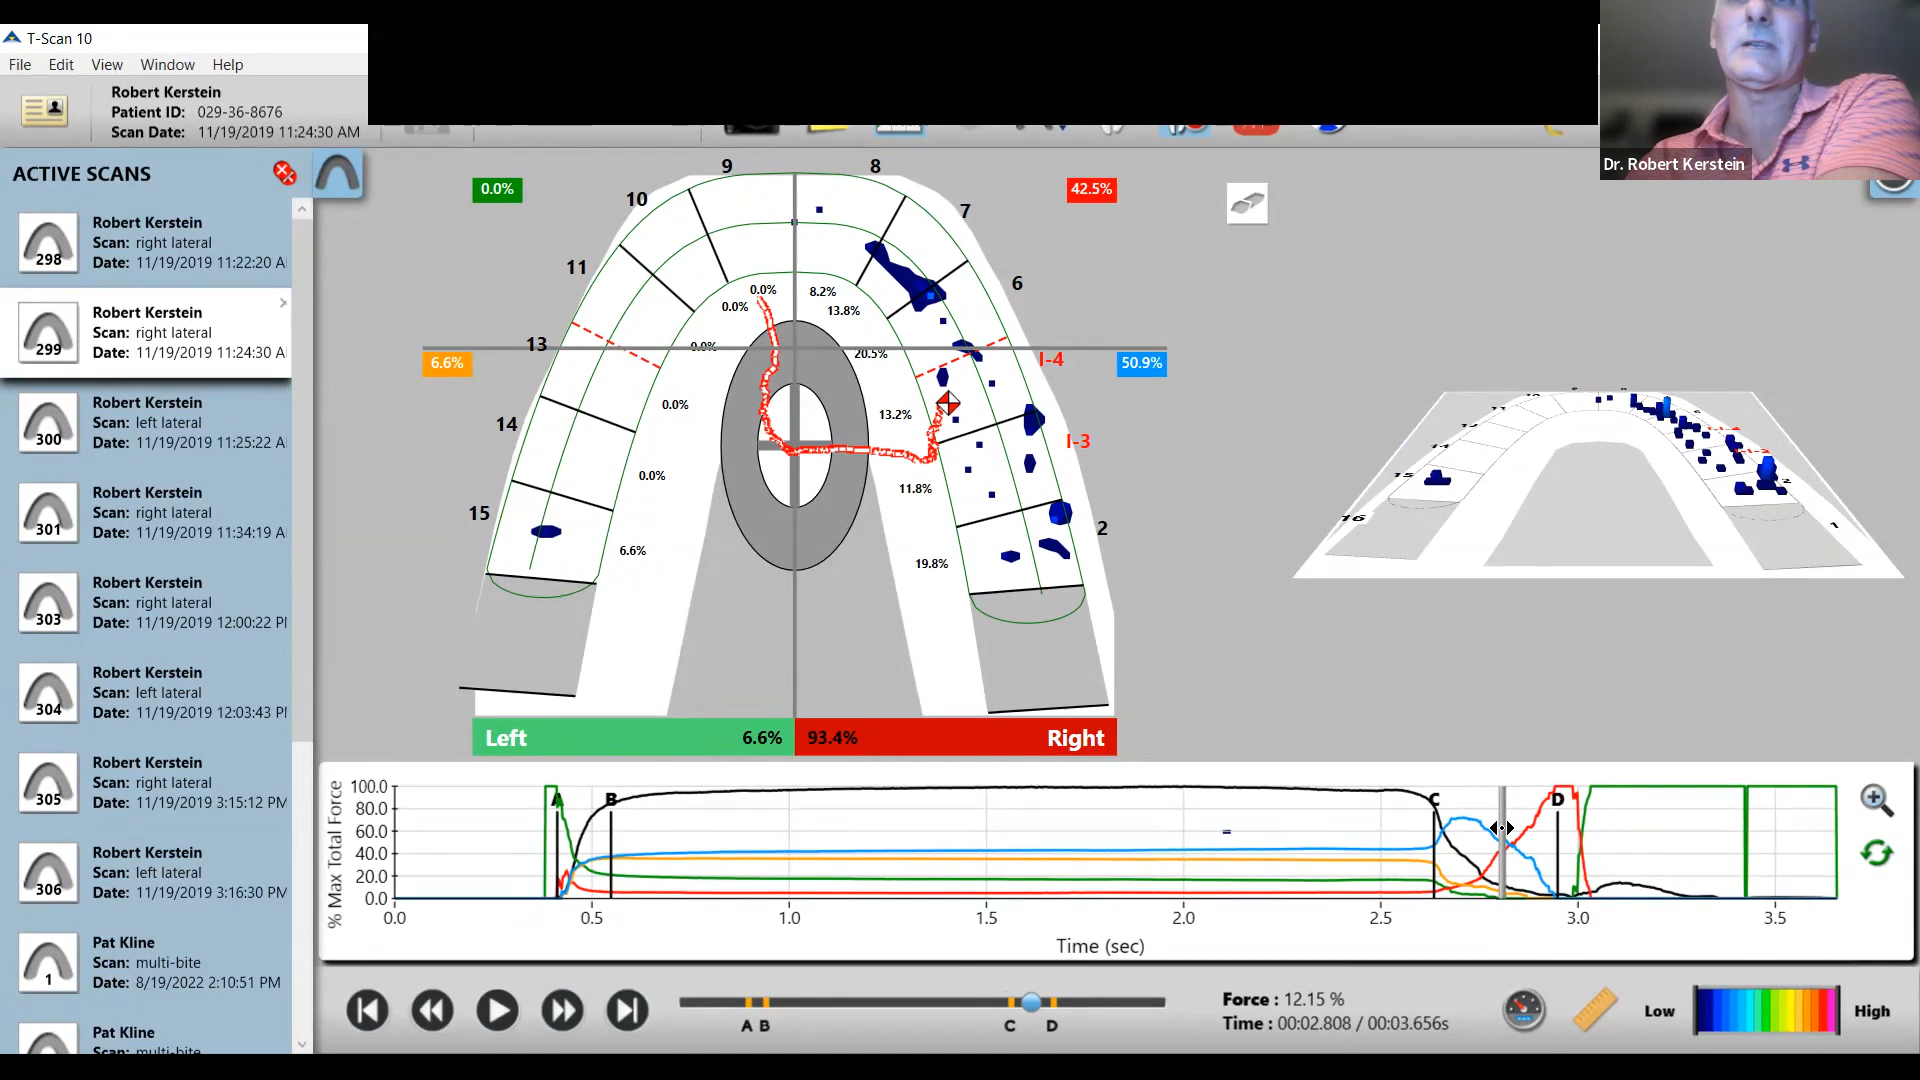 T-Scan 10
File Edit View Window Help
Robert Kerstein
Patient ID: 029-36-8676
Scan Date: 11/19/2019 11:24:30 AM
Dr. Robert Kerstein
ACTIVE SCANS
298
Robert Kerstein
Scan: right lateral
Date: 11/19/2019 11:22:20 A
299
Robert Kerstein
Scan: right lateral
Date: 11/19/2019 11:24:30 A
300
Robert Kerstein
Scan: left lateral
Date: 11/19/2019 11:25:22 A
301
Robert Kerstein
Scan: right lateral
Date: 11/19/2019 11:34:19 A
303
Robert Kerstein
Scan: right lateral
Date: 11/19/2019 12:00:22 P
304
Robert Kerstein
Scan: left lateral
Date: 11/19/2019 12:03:43 P
305
Robert Kerstein
Scan: right lateral
Date: 11/19/2019 3:15:12 PM
306
Robert Kerstein
Scan: left lateral
Date: 11/19/2019 3:16:30 PM
1
Pat Kline
Scan: multi-bite
Date: 8/19/2022 2:10:51 PM
Pat Kline
Scan: multi-bite
9 8
0.0% 42.5%
10 7
11 6
0.0% 8.2%
0.0% 13.8%
13 0.0% 20.5% I-4
6.6% 50.9%
14 0.0% 13.2% I-3
0.0% 11.8%
15 2
6.6% 19.8%
Left 6.6% 93.4% Right
11
14
15 2
16 1
% Max Total Force
100.0
80.0
60.0
40.0
20.0
0.0
A B C D
0.0 0.5 1.0 1.5 2.0 2.5 3.0 3.5
Time (sec)
A B C D
Force : 12.15 %
Time : 00:02.808 / 00:03.656s
Low High